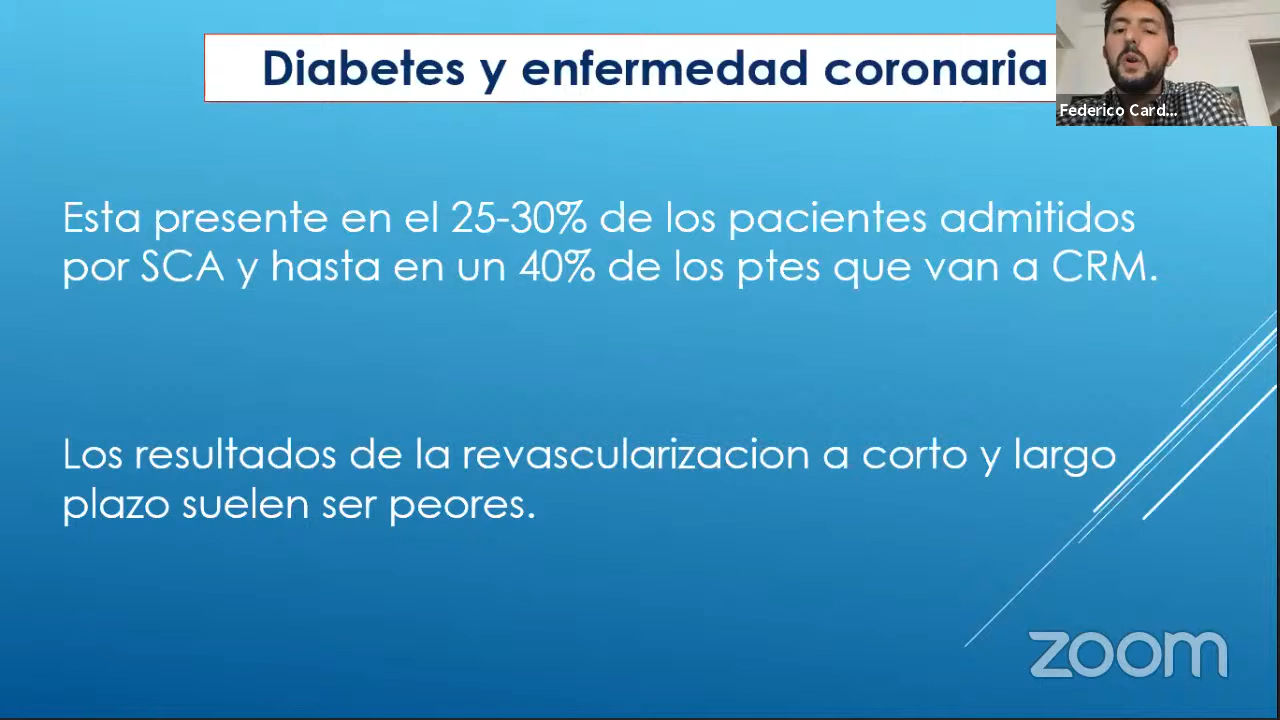 Diabetes y enfermedad coronaria
Federico Card...
Esta presente en el 25-30% de los pacientes admitidos
por SCA y hasta en un 40% de los ptes que van a CRM.
Los resultados de la revascularizacion a corto y largo
plazo suelen ser peores.
zoom